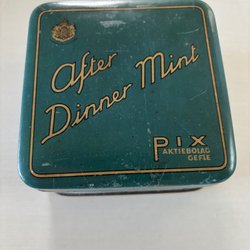 After
Dinner Mint
PIX
AKTIEBOLAG
GEFLE